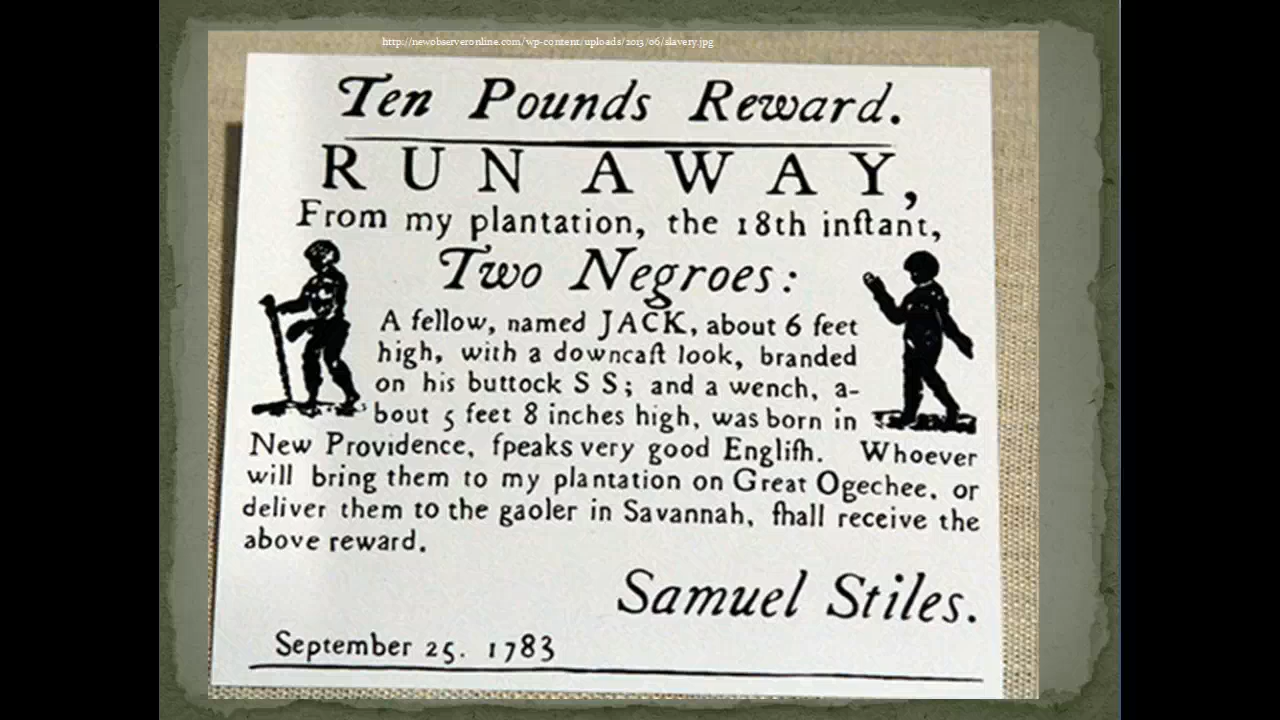 http://newobserveronline.com/wp-content/uploads/2013/06/slavery.jpg
Ten Pounds Reward.
RUN AWAY,
From my plantation, the 18th inſtant,
Two Negroes:
A fellow, named JACK, about 6 feet
high, with a downcaſt look, branded
on his buttock S S; and a wench, a-
bout 5 feet 8 inches high, was born in
New Providence, ſpeaks very good Engliſh. Whoever
will bring them to my plantation on Great Ogechee, or
deliver them to the gaoler in Savannah, ſhall receive the
above reward.
Samuel Stiles.
September 25. 1783